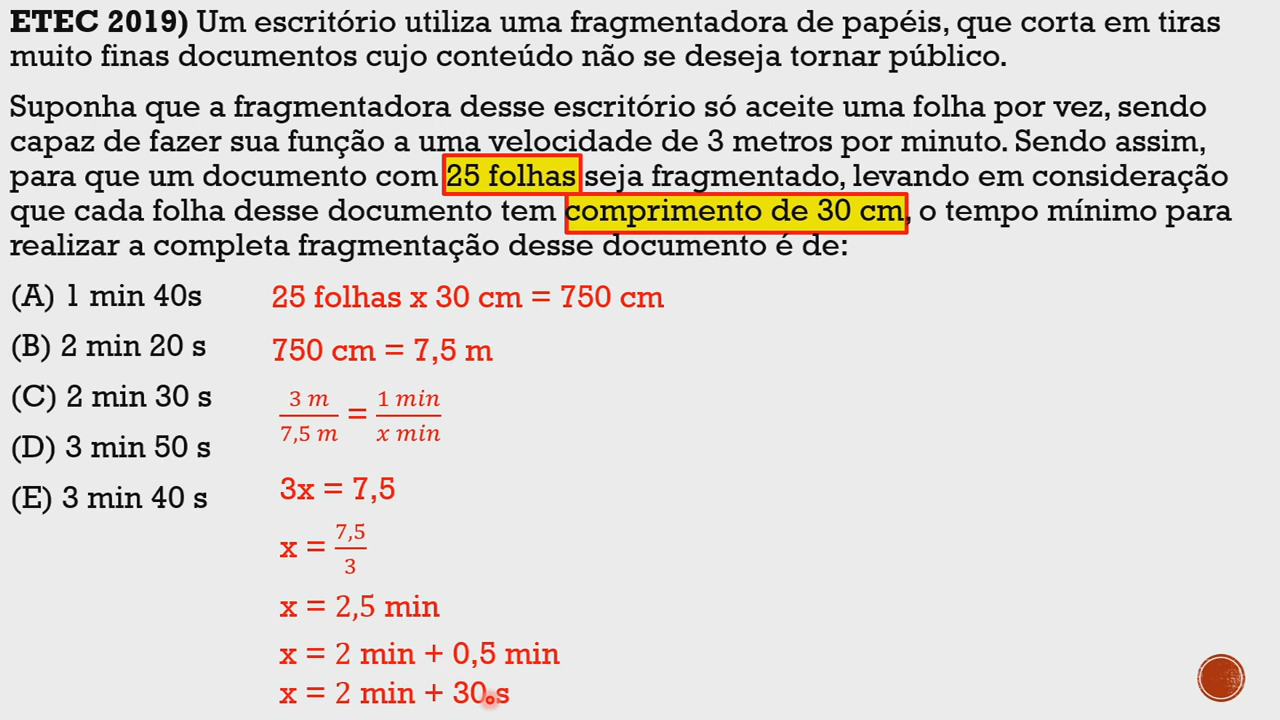 ETEC 2019) Um escritório utiliza uma fragmentadora de papéis, que corta em tiras
muito finas documentos cujo conteúdo não se deseja tornar público.
Suponha que a fragmentadora desse escritório só aceite uma folha por vez, sendo
capaz de fazer sua função a uma velocidade de 3 metros por minuto. Sendo assim,
para que um documento com 25 folhas seja fragmentado, levando em consideração
que cada folha desse documento tem comprimento de 30 cm, o tempo mínimo para
realizar a completa fragmentação desse documento é de:
(A) 1 min 40s
(B) 2 min 20 s
(C) 2 min 30 s
(D) 3 min 50 s
(E) 3 min 40 s
25 folhas x 30 cm = 750 cm
750 cm = 7,5 m
3 m / 7,5 m = 1 min / x min
3x = 7,5
x = 7,5 / 3
x = 2,5 min
x = 2 min + 0,5 min
x = 2 min + 30 s